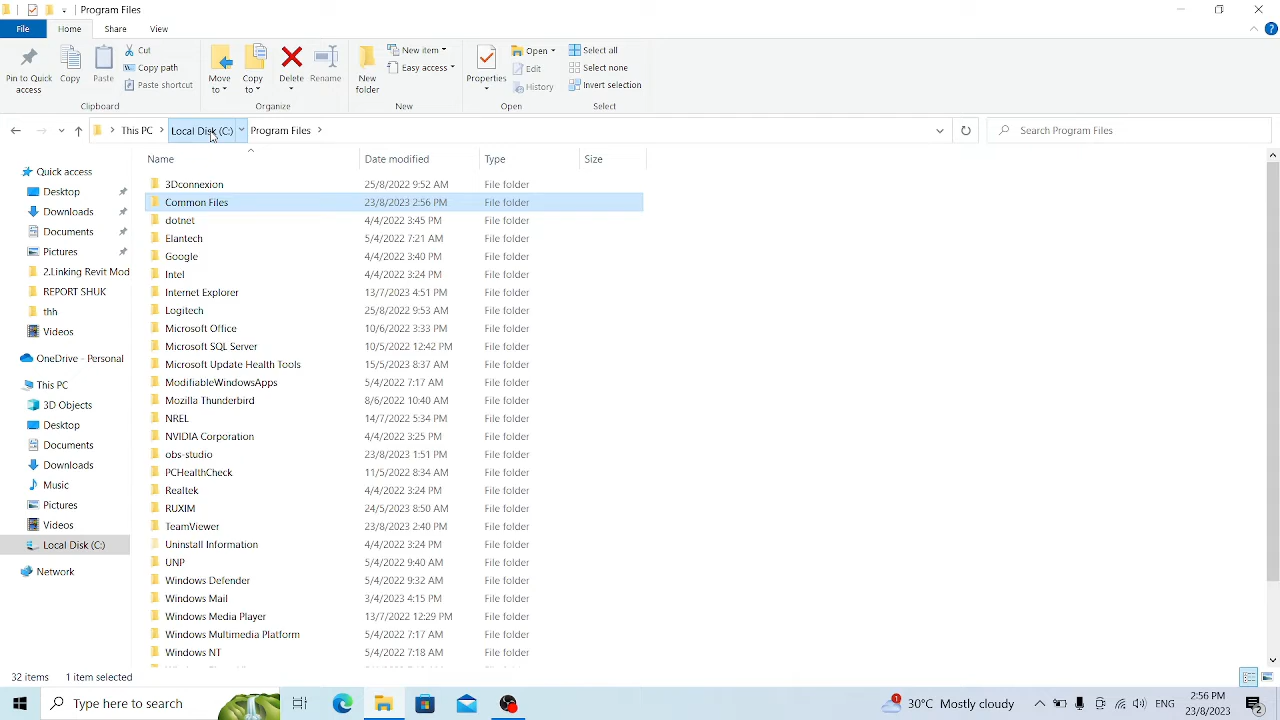 Program Files
File Home Share View
Pin to Quick access
Copy
Paste
Cut
Copy path
Paste shortcut
Clipboard
Move to
Copy to
Delete
Rename
Organize
New folder
New item
Easy access
New
Properties
Open
Edit
History
Open
Select all
Select none
Invert selection
Select
This PC Local Disk (C:) Program Files
Search Program Files
Quick access
Desktop
Downloads
Documents
Pictures
2.Linking Revit Mod
REPORT SHUK
thh
Videos
OneDrive - Personal
This PC
3D Objects
Desktop
Documents
Downloads
Music
Pictures
Videos
Local Disk (C:)
Network
Name Date modified Type Size
3Dconnexion 25/8/2022 9:52 AM File folder
Common Files 23/8/2023 2:56 PM File folder
dotnet 4/4/2022 3:45 PM File folder
Elantech 5/4/2022 7:21 AM File folder
Google 4/4/2022 3:40 PM File folder
Intel 4/4/2022 3:24 PM File folder
Internet Explorer 13/7/2023 4:51 PM File folder
Logitech 25/8/2022 9:53 AM File folder
Microsoft Office 10/6/2022 3:33 PM File folder
Microsoft SQL Server 10/5/2022 12:42 PM File folder
Microsoft Update Health Tools 15/5/2023 8:37 AM File folder
ModifiableWindowsApps 5/4/2022 7:17 AM File folder
Mozilla Thunderbird 8/6/2022 10:40 AM File folder
NREL 14/7/2022 5:34 PM File folder
NVIDIA Corporation 4/4/2022 3:25 PM File folder
obs-studio 23/8/2023 1:51 PM File folder
PCHealthCheck 11/5/2022 8:34 AM File folder
Realtek 4/4/2022 3:24 PM File folder
RUXIM 24/5/2023 8:50 AM File folder
TeamViewer 23/8/2023 2:40 PM File folder
Uninstall Information 4/4/2022 3:24 PM File folder
UNP 5/4/2022 9:40 AM File folder
Windows Defender 5/4/2022 9:32 AM File folder
Windows Mail 3/4/2023 4:15 PM File folder
Windows Media Player 13/7/2022 12:29 PM File folder
Windows Multimedia Platform 5/4/2022 7:17 AM File folder
Windows NT 5/4/2022 7:18 AM File folder
32 items 1 item selected
Type here to search
1
30°C Mostly cloudy
ENG
2:56 PM
23/8/2023
2